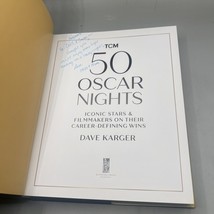 TCM
50
OSCAR
NIGHTS
ICONIC STARS &
FILMMAKERS ON THEIR
CAREER-DEFINING WINS
DAVE KARGER